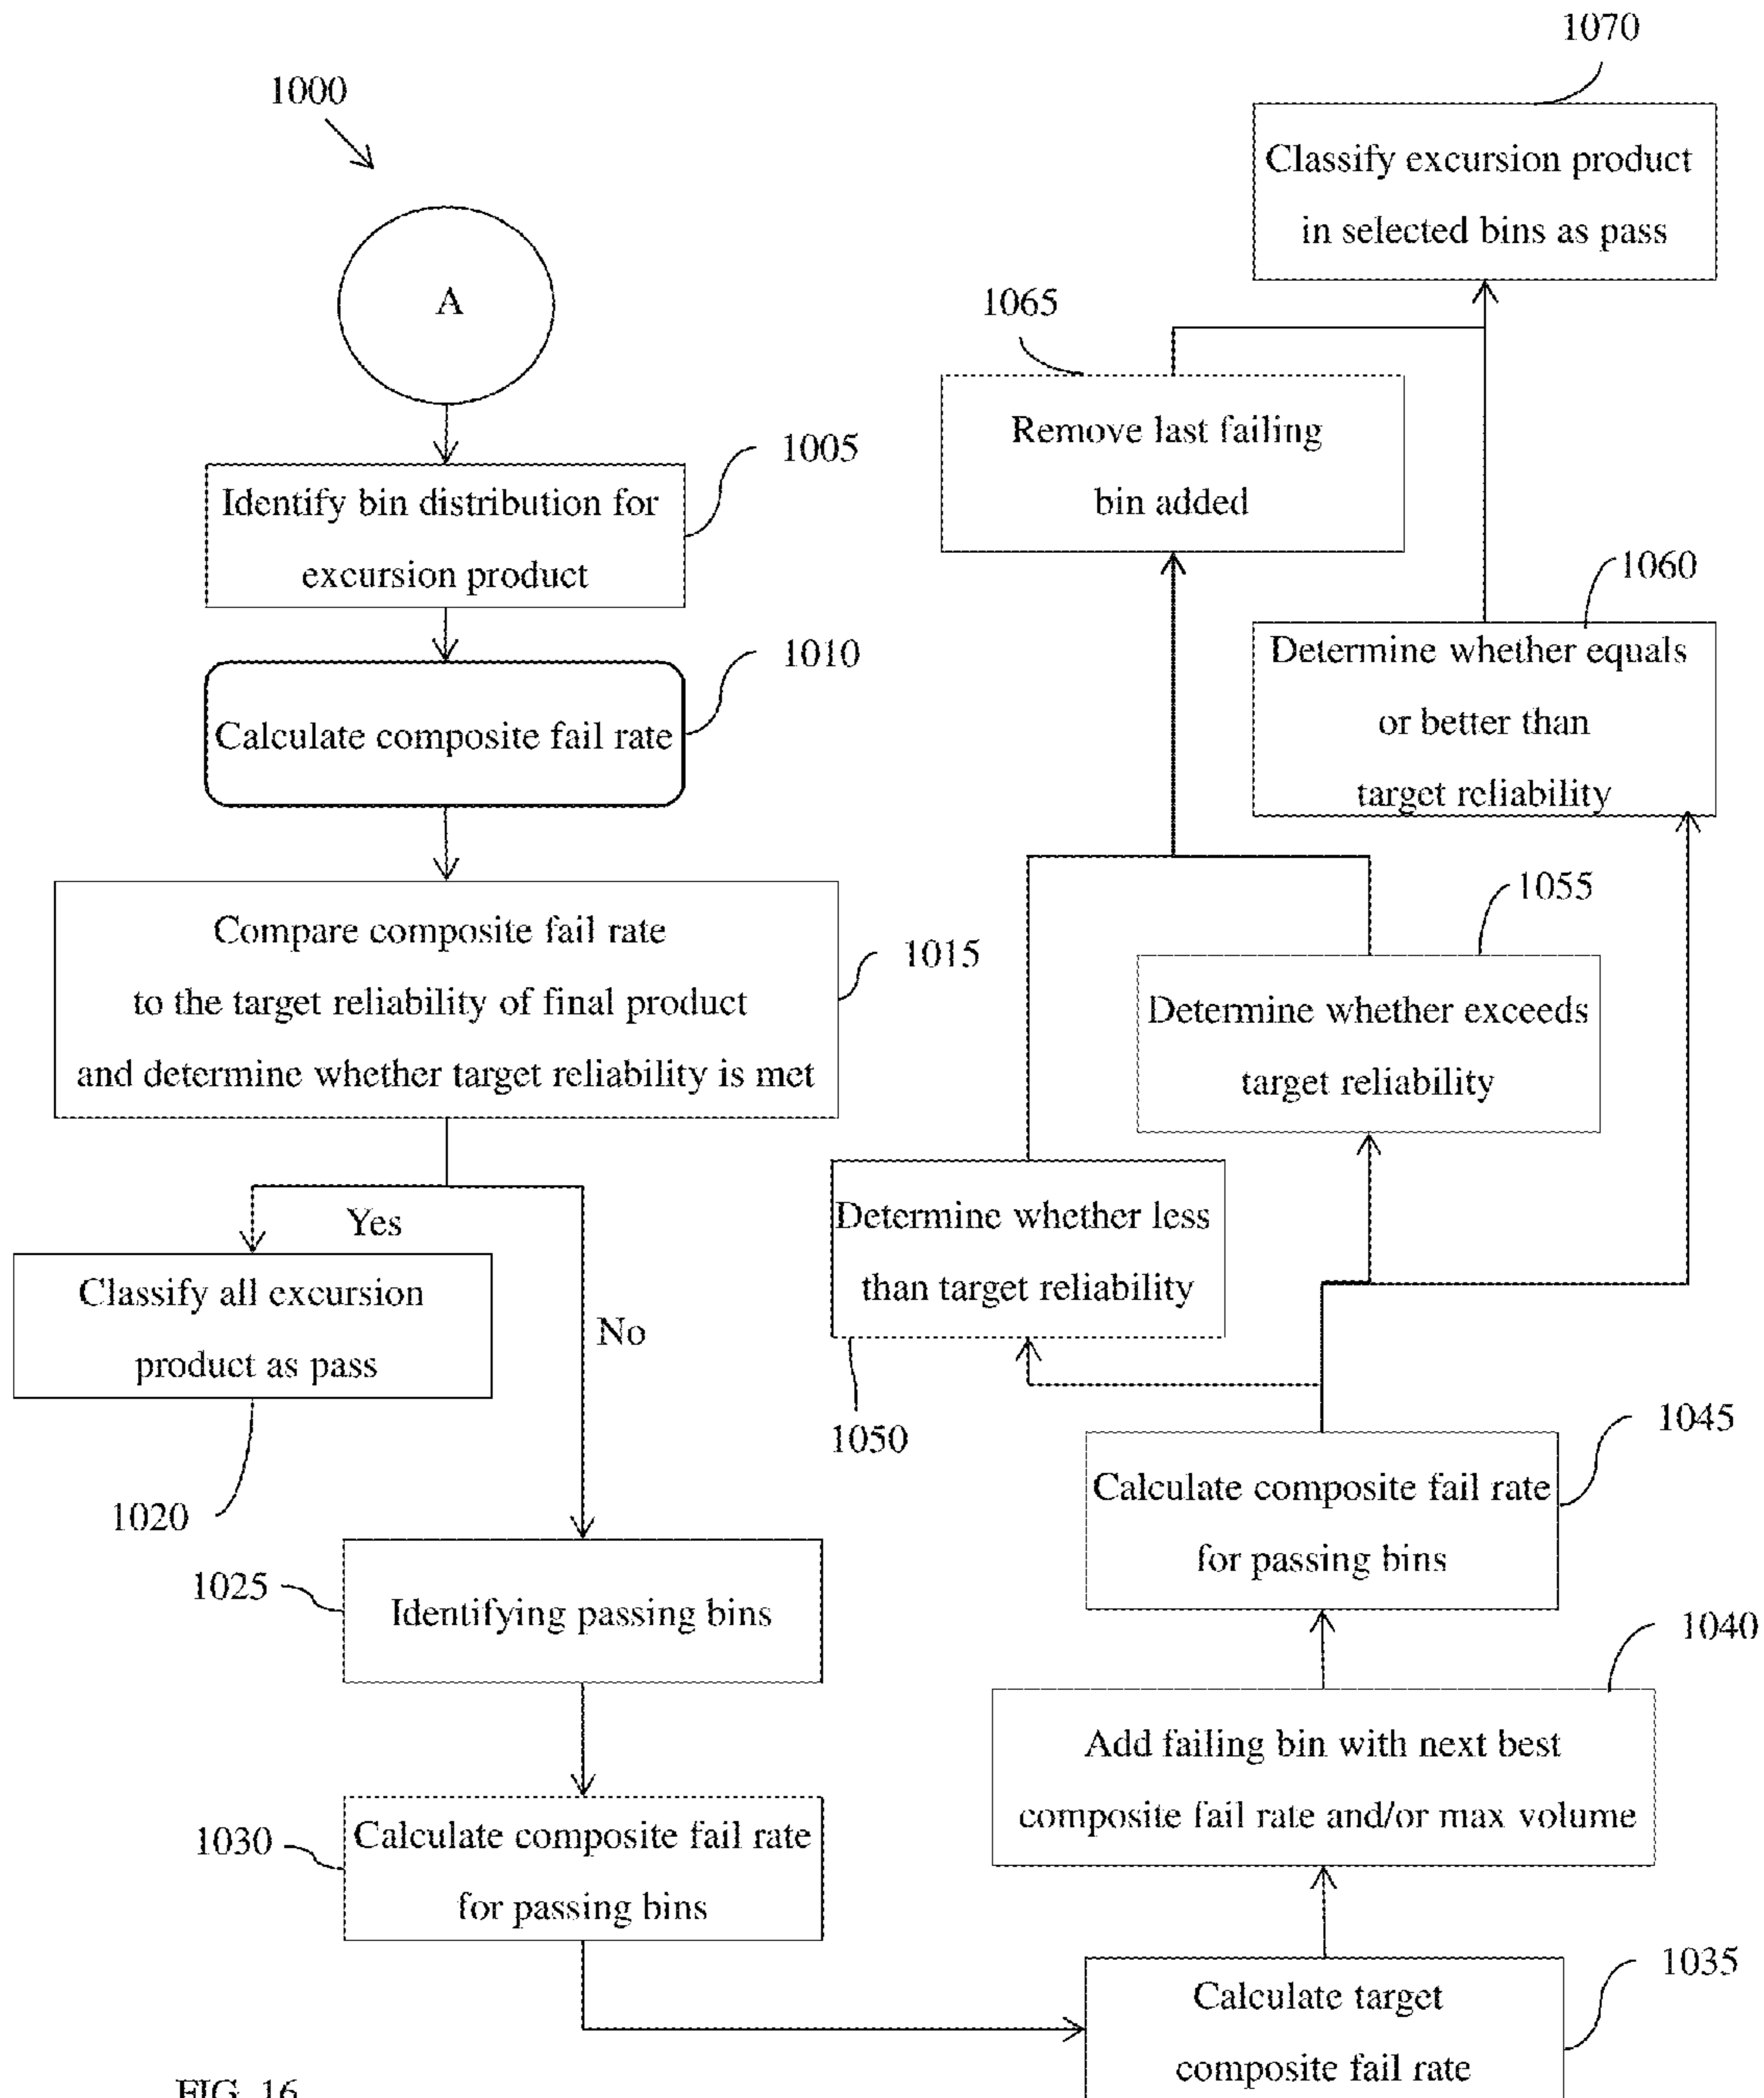 1000
A
1005
Identify bin distribution for
excursion product
1010
Calculate composite fail rate
Compare composite fail rate
to the target reliability of final product
and determine whether target reliability is met
1015
Yes
No
Classify all excursion
product as pass
1020
1025
Identifying passing bins
1030
Calculate composite fail rate
for passing bins
1035
Calculate target
composite fail rate
1040
Add failing bin with next best
composite fail rate and/or max volume
1045
Calculate composite fail rate
for passing bins
1050
Determine whether less
than target reliability
1055
Determine whether exceeds
target reliability
1060
Determine whether equals
or better than
target reliability
1065
Remove last failing
bin added
1070
Classify excursion product
in selected bins as pass
FIG. 16